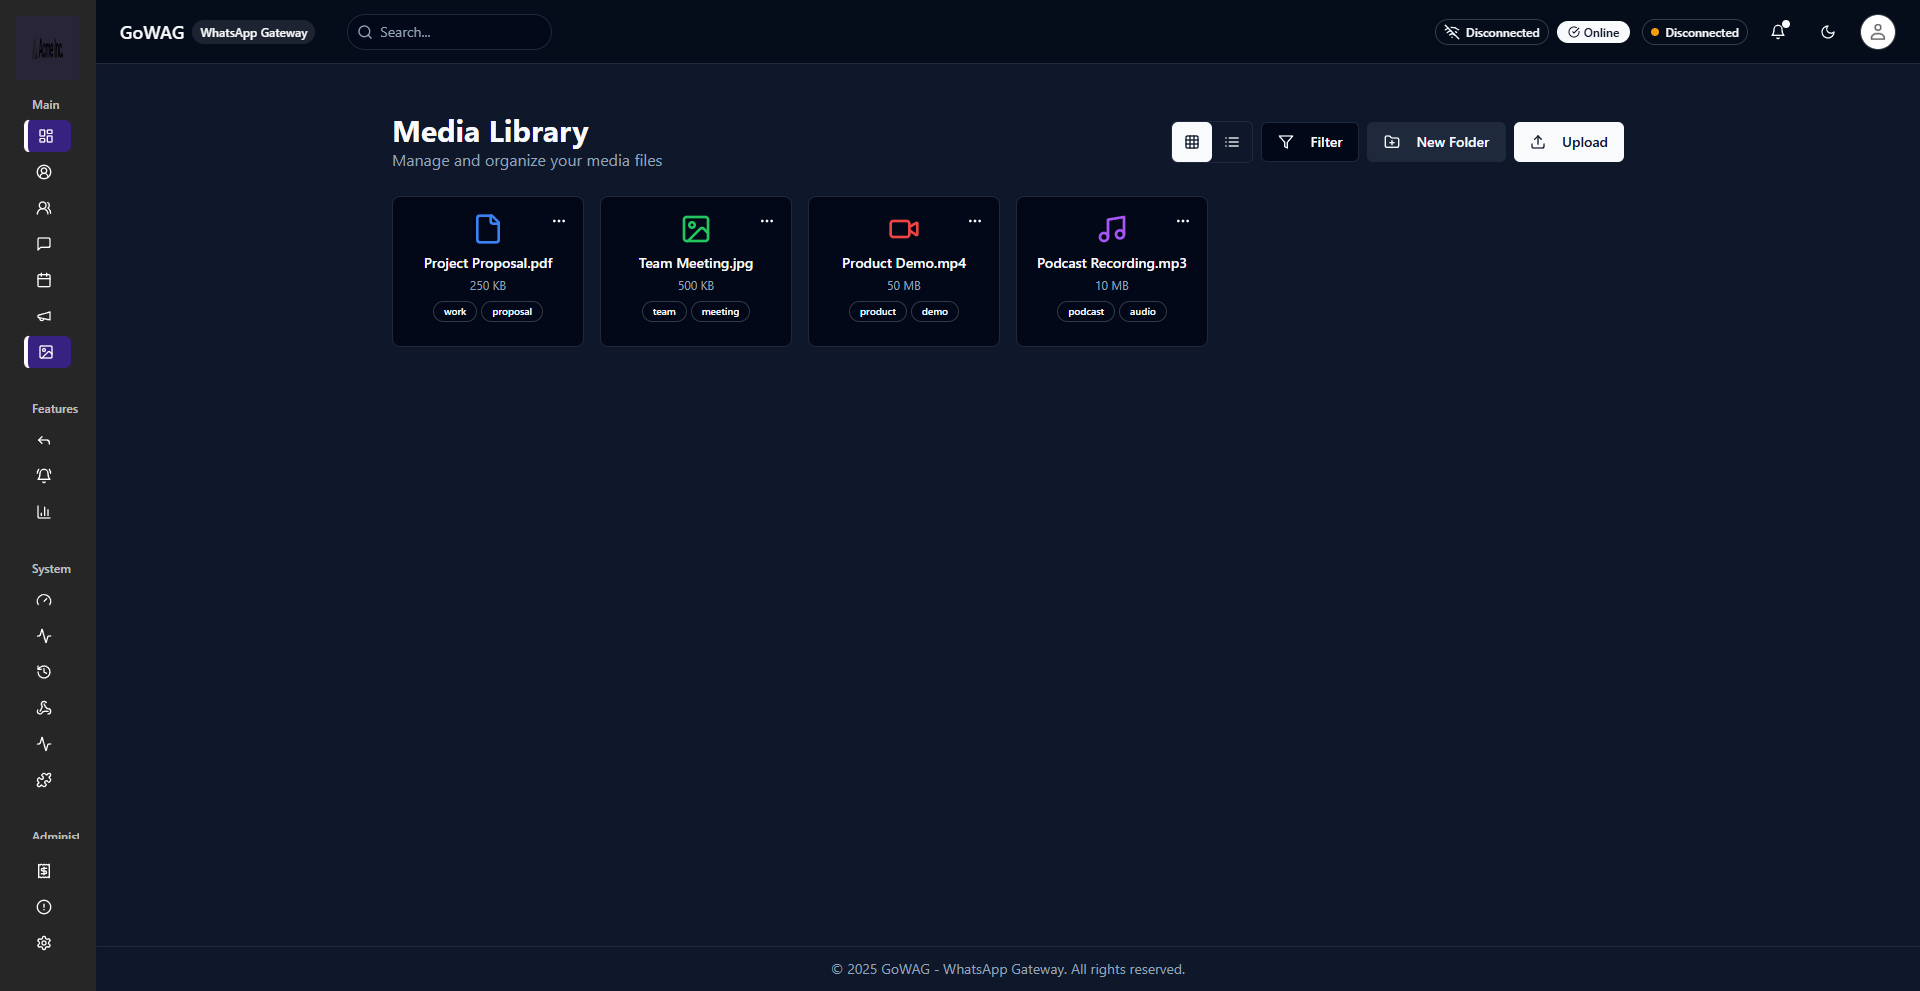 Acme Inc.
GoWAG WhatsApp Gateway
Search...
Disconnected
Online
Disconnected
Main
Features
System
Administ
Media Library
Manage and organize your media files
Filter
New Folder
Upload
Project Proposal.pdf
250 KB
work proposal
Team Meeting.jpg
500 KB
team meeting
Product Demo.mp4
50 MB
product demo
Podcast Recording.mp3
10 MB
podcast audio
© 2025 GoWAG - WhatsApp Gateway. All rights reserved.